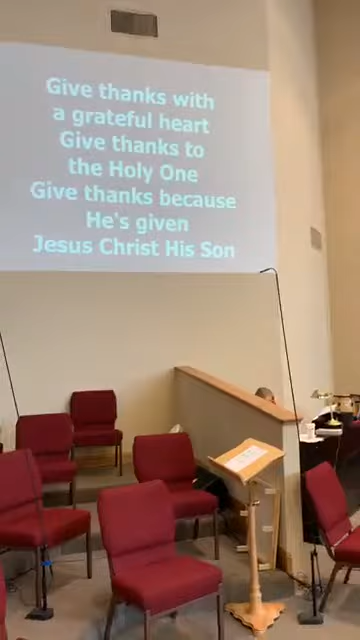 Give thanks with
a grateful heart
Give thanks to
the Holy One
Give thanks because
He's given
Jesus Christ His Son